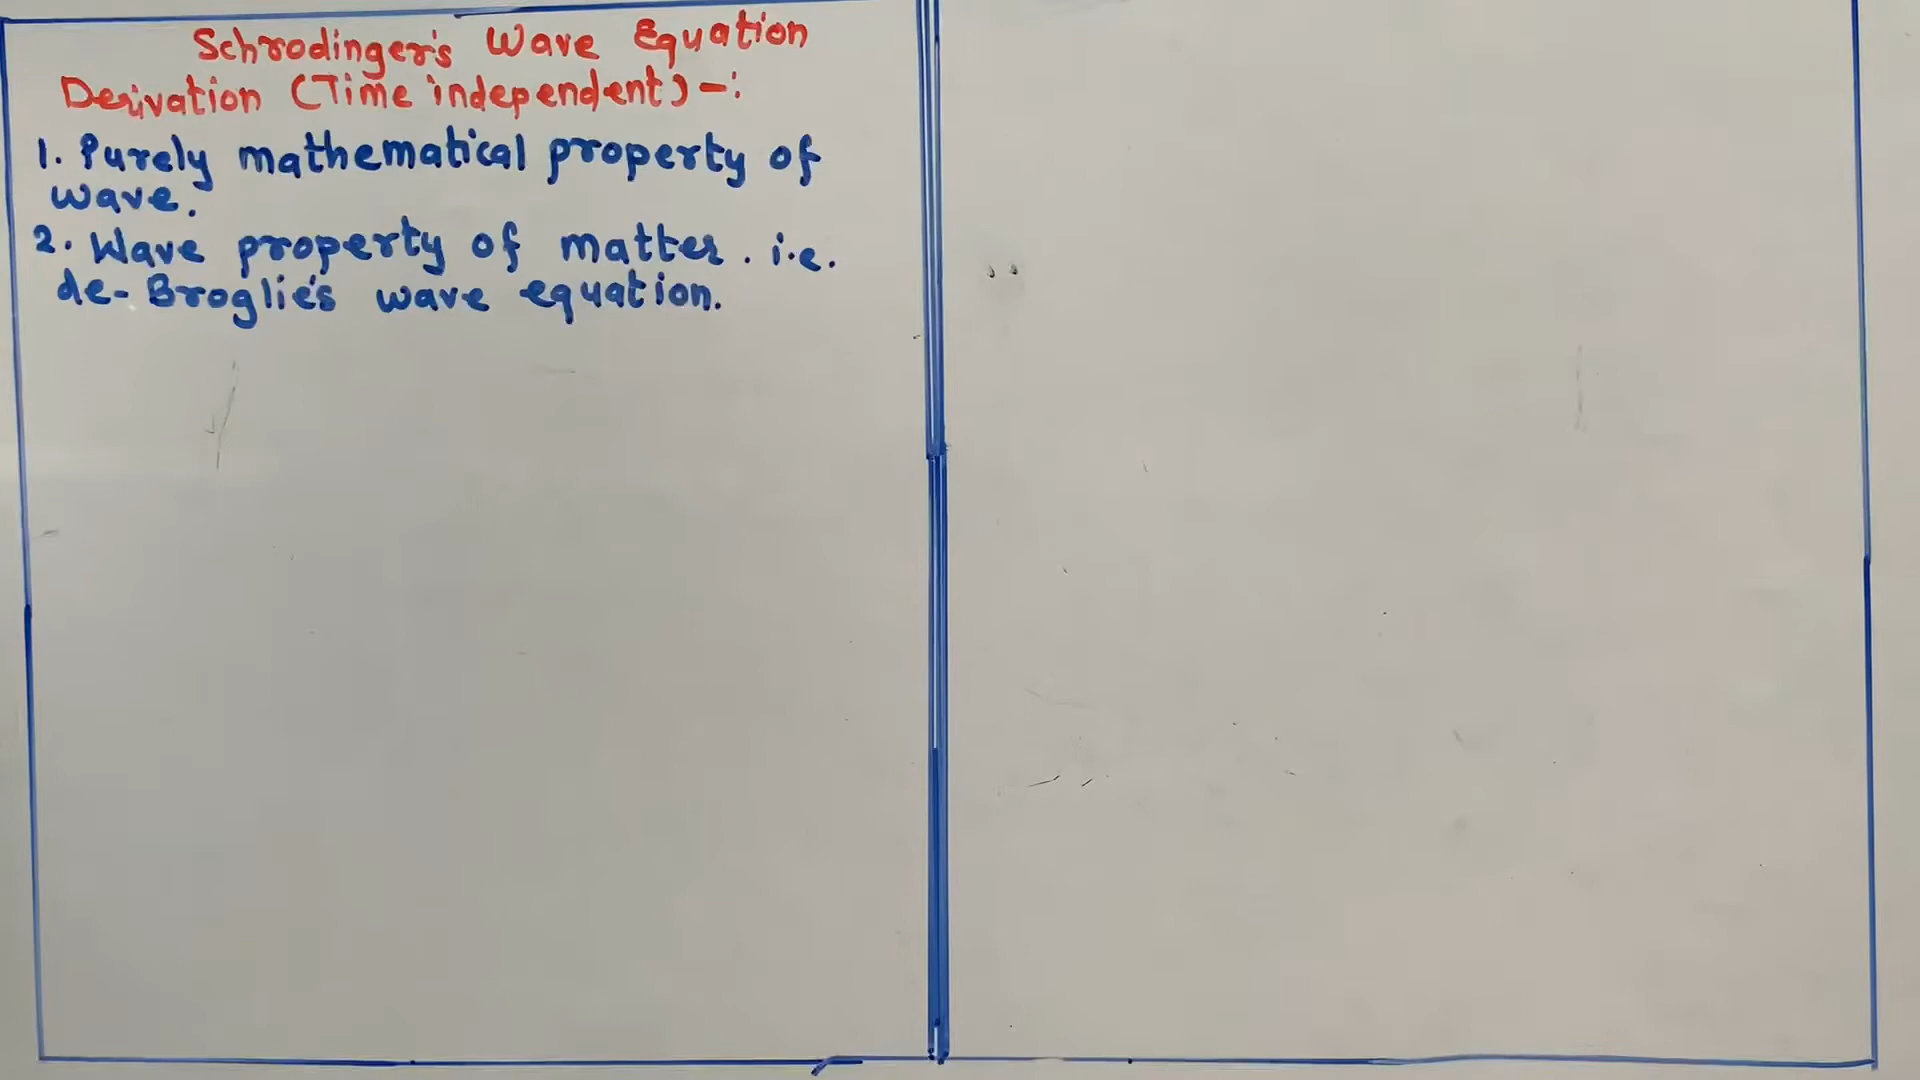 Schrodinger's Wave Equation
Derivation (Time independent) -:
1. Purely mathematical property of
wave.
2. Wave property of matter. i.e.
de-Broglie's wave equation.